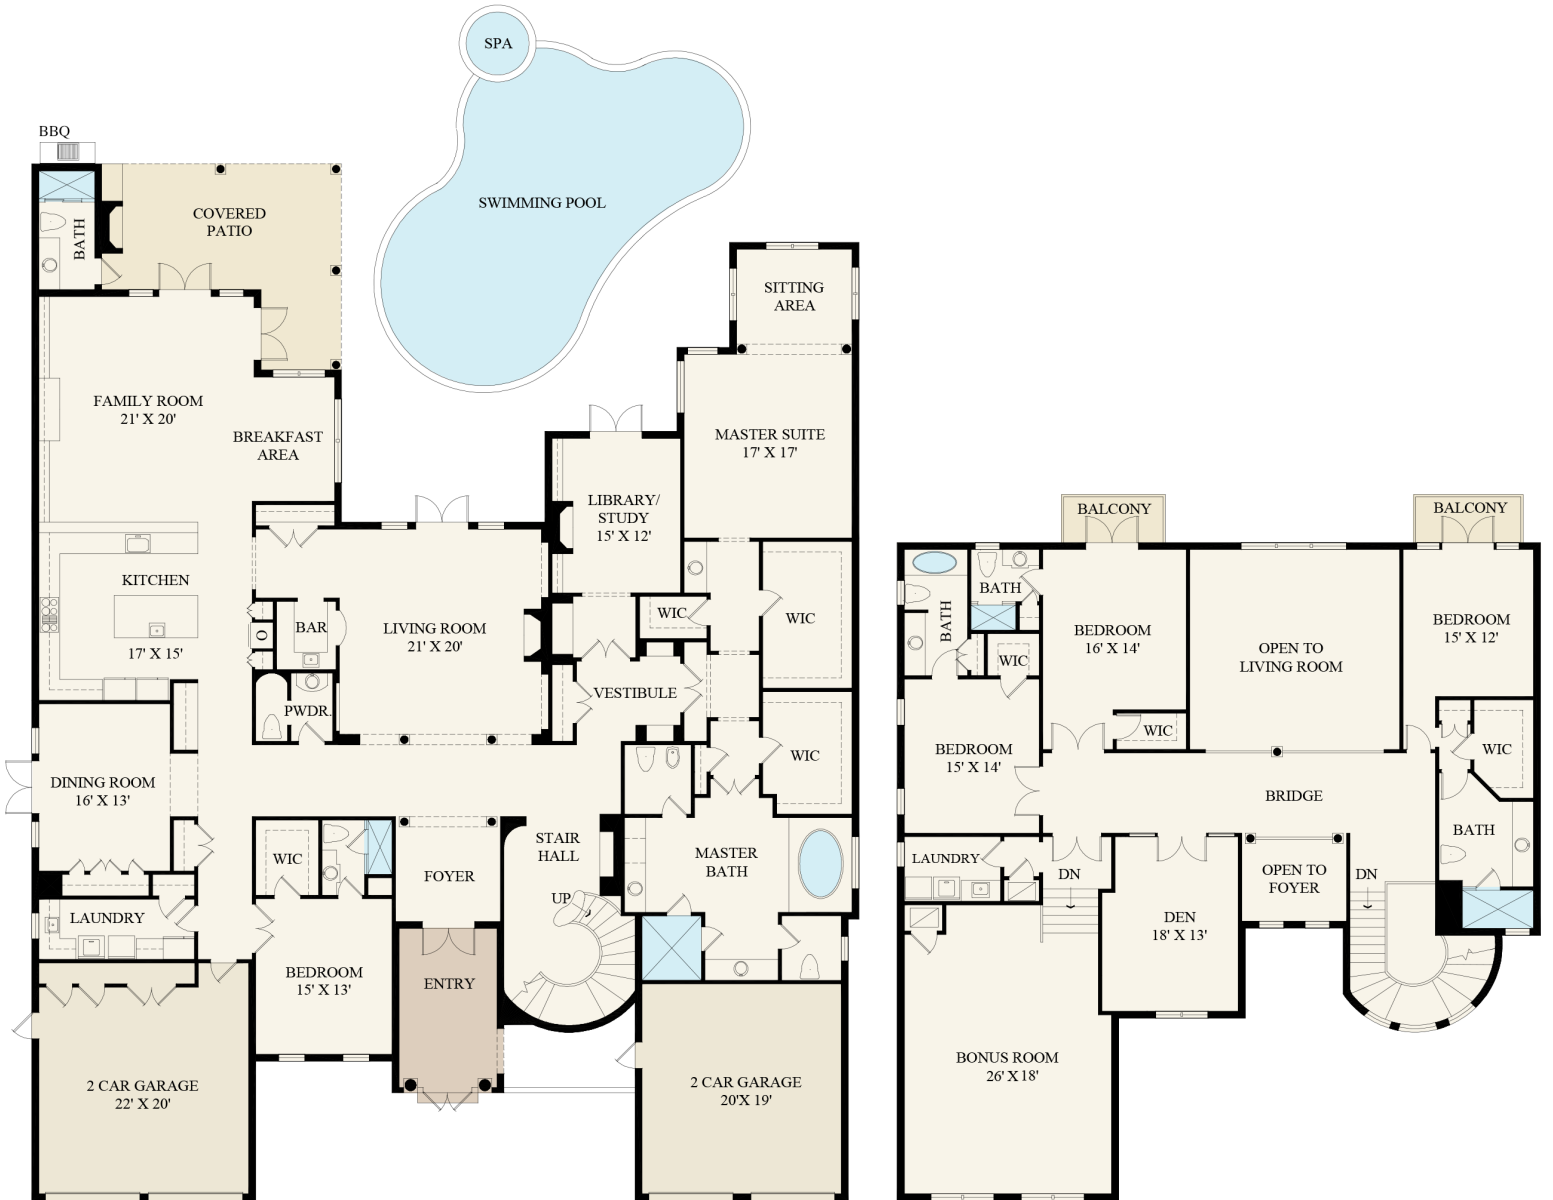 SPA
BBQ
SWIMMING POOL
COVERED
PATIO
BATH
SITTING
AREA
FAMILY ROOM
21' X 20'
BREAKFAST
AREA
MASTER SUITE
17' X 17'
LIBRARY/
STUDY
15' X 12'
KITCHEN
17' X 15'
O
BAR
LIVING ROOM
21' X 20'
WIC
WIC
VESTIBULE
PWDR.
WIC
DINING ROOM
16' X 13'
WIC
FOYER
STAIR
HALL
UP
MASTER
BATH
LAUNDRY
BEDROOM
15' X 13'
ENTRY
2 CAR GARAGE
22' X 20'
2 CAR GARAGE
20'X 19'
BALCONY
BALCONY
BATH
BATH
BEDROOM
16' X 14'
WIC
OPEN TO
LIVING ROOM
BEDROOM
15' X 12'
WIC
BEDROOM
15' X 14'
WIC
BRIDGE
BATH
LAUNDRY
DN
OPEN TO
FOYER
DN
DEN
18' X 13'
BONUS ROOM
26' X 18'